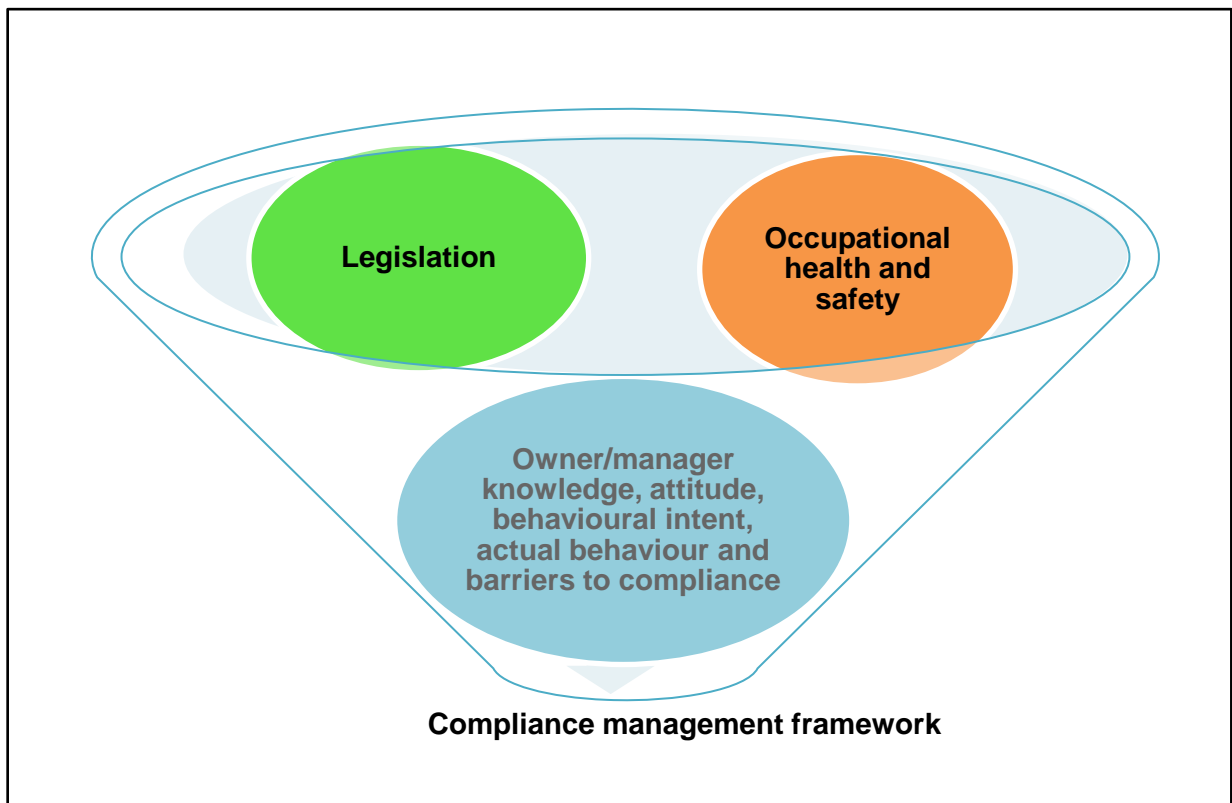 Legislation
Occupational
health and
safety
Owner/manager
knowledge, attitude,
behavioural intent,
actual behaviour and
barriers to compliance
Compliance management framework